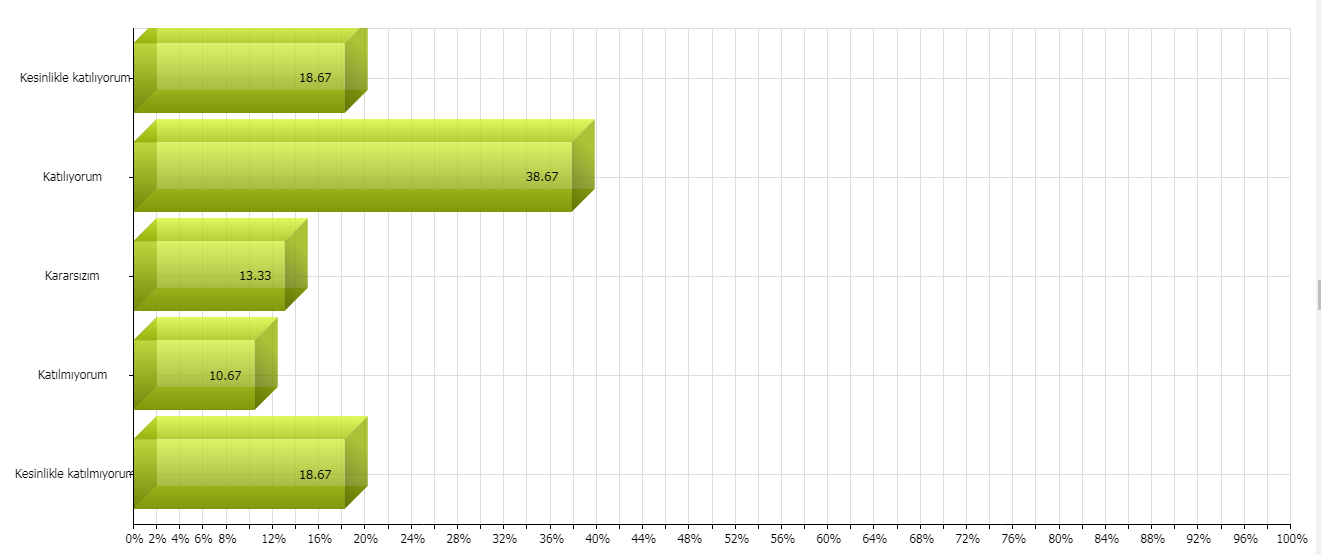 Kesinlikle katılıyorum
18.67
Katılıyorum
38.67
Kararsızım
13.33
Katılmıyorum
10.67
Kesinlikle katılmıyorum
18.67
0% 2% 4% 6% 8% 12% 16% 20% 24% 28% 32% 36% 40% 44% 48% 52% 56% 60% 64% 68% 72% 76% 80% 84% 88% 92% 96% 100%